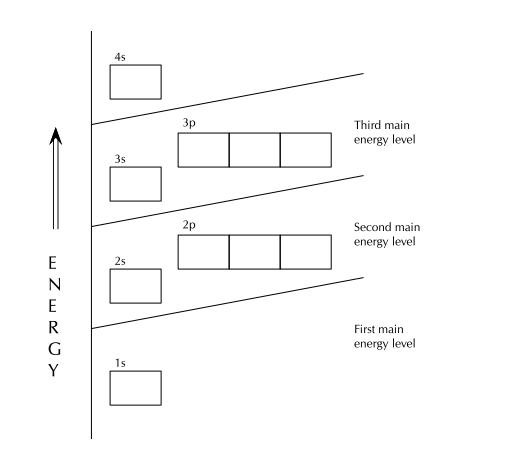 4s
3p
Third main
energy level
3s
2p
Second main
energy level
2s
First main
energy level
1s
E
N
E
R
G
Y